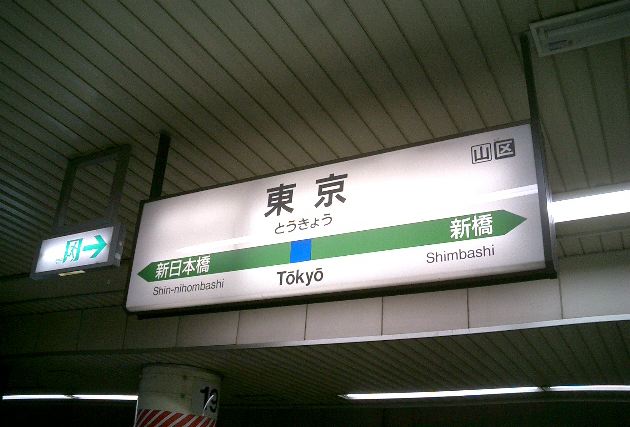 山区
東京
とうきょう
新日本橋
新橋
Shin-nihombashi
Tōkyō
Shimbashi
13